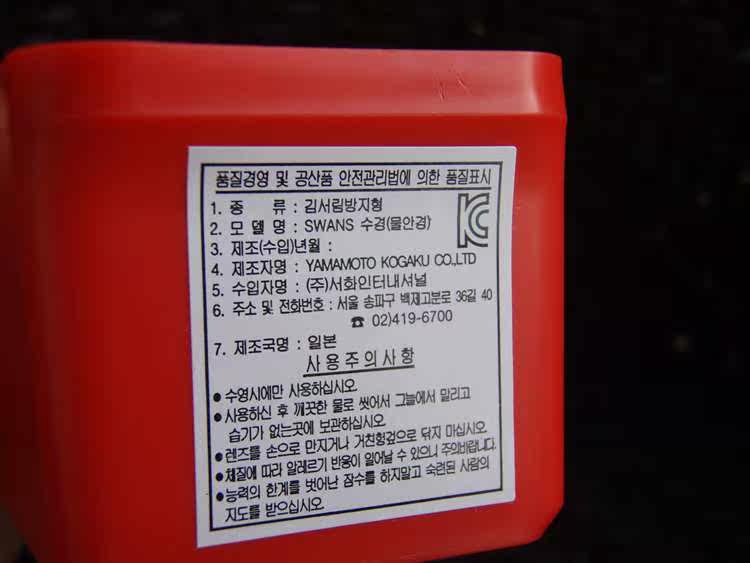 품질경영 및 공산품 안전관리법에 의한 품질표시
1. 종 류 : 김서림방지형
2. 모 델 명 : SWANS 수경(물안경)
3. 제조(수입)년월 :
4. 제조자명 : YAMAMOTO KOGAKU CO.,LTD
5. 수입자명 : (주)서화인터내셔널
6. 주소 및 전화번호 : 서울 송파구 백제고분로 36길 40
☎ 02)419-6700
7. 제조국명 : 일본
KC
사용주의사항
● 수영시에만 사용하십시오.
● 사용하신 후 깨끗한 물로 씻어서 그늘에서 말리고
습기가 없는곳에 보관하십시오.
● 렌즈를 손으로 만지거나 거친헝겊으로 닦지 마십시오.
● 체질에 따라 알레르기 반응이 일어날 수 있으니 주의바랍니다.
● 능력의 한계를 벗어난 잠수를 하지말고 숙련된 사람의
지도를 받으십시오.